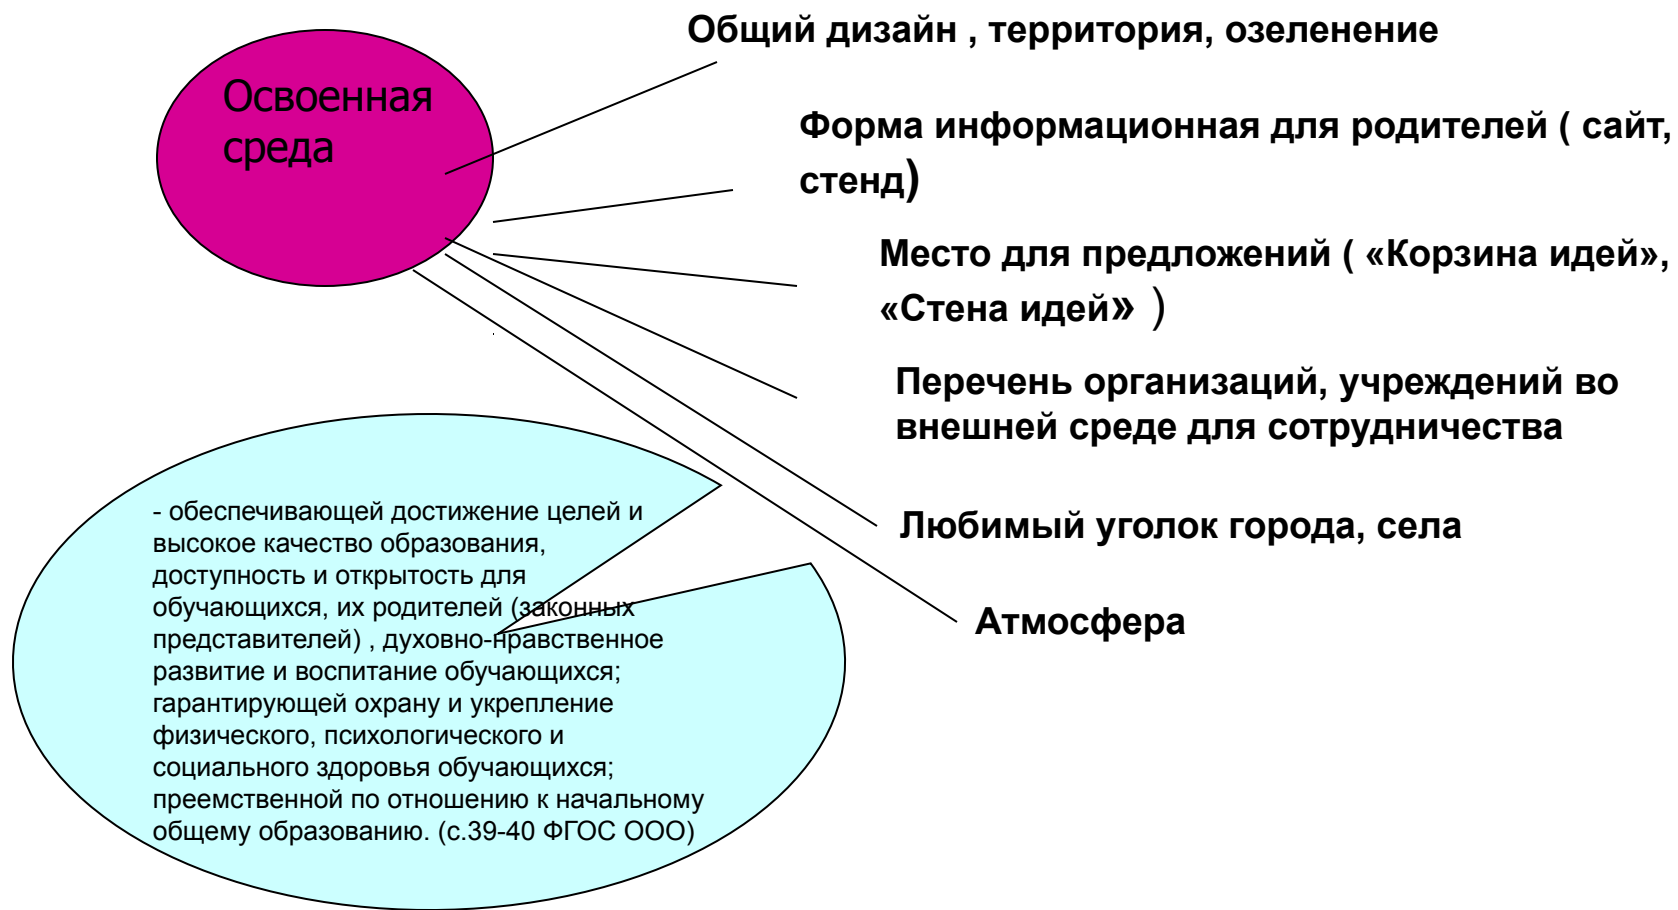 Общий дизайн , территория, озеленение
Освоенная
среда
Форма информационная для родителей ( сайт,
стенд)
Место для предложений ( «Корзина идей»,
«Стена идей» )
Перечень организаций, учреждений во
внешней среде для сотрудничества
Любимый уголок города, села
Атмосфера
- обеспечивающей достижение целей и
высокое качество образования,
доступность и открытость для
обучающихся, их родителей (законных
представителей) , духовно-нравственное
развитие и воспитание обучающихся;
гарантирующей охрану и укрепление
физического, психологического и
социального здоровья обучающихся;
преемственной по отношению к начальному
общему образованию. (с.39-40 ФГОС ООО)